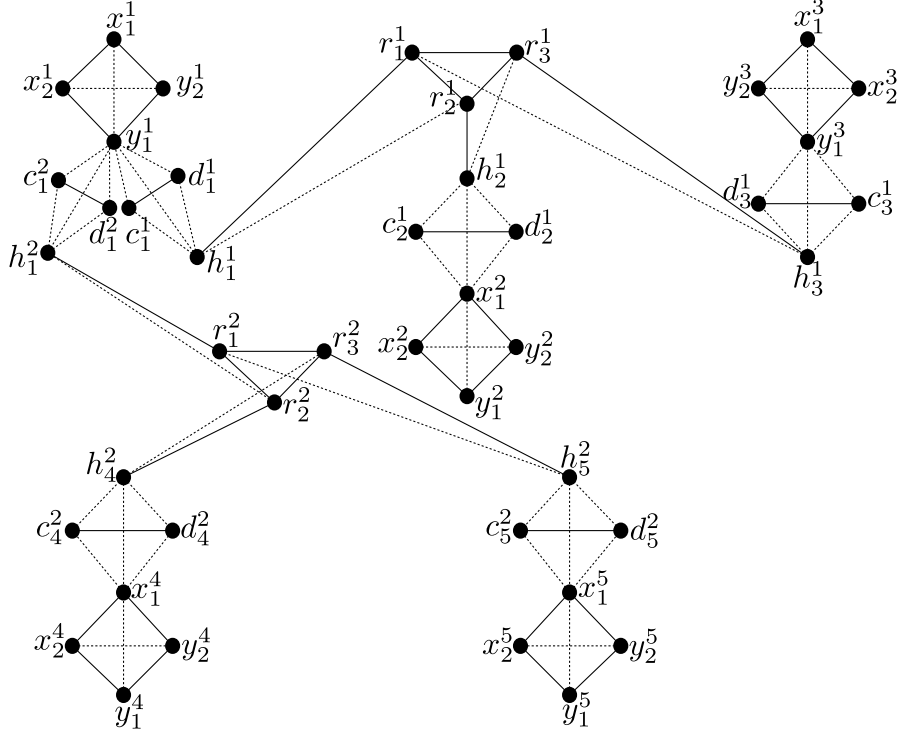 x_1^1
r_1^1 r_3^1
x_1^3
x_2^1 y_2^1
y_2^3 x_2^3
r_2^1
y_1^1
y_1^3
c_1^2 d_1^1
h_2^1
d_3^1 c_3^1
d_1^2 c_1^1
c_2^1 d_2^1
h_1^2 h_1^1
h_3^1
x_1^2
r_1^2 r_3^2
x_2^2 y_2^2
r_2^2
y_1^2
h_4^2 h_5^2
c_4^2 d_4^2
c_5^2 d_5^2
x_1^4 x_1^5
x_2^4 y_2^4
x_2^5 y_2^5
y_1^4 y_1^5